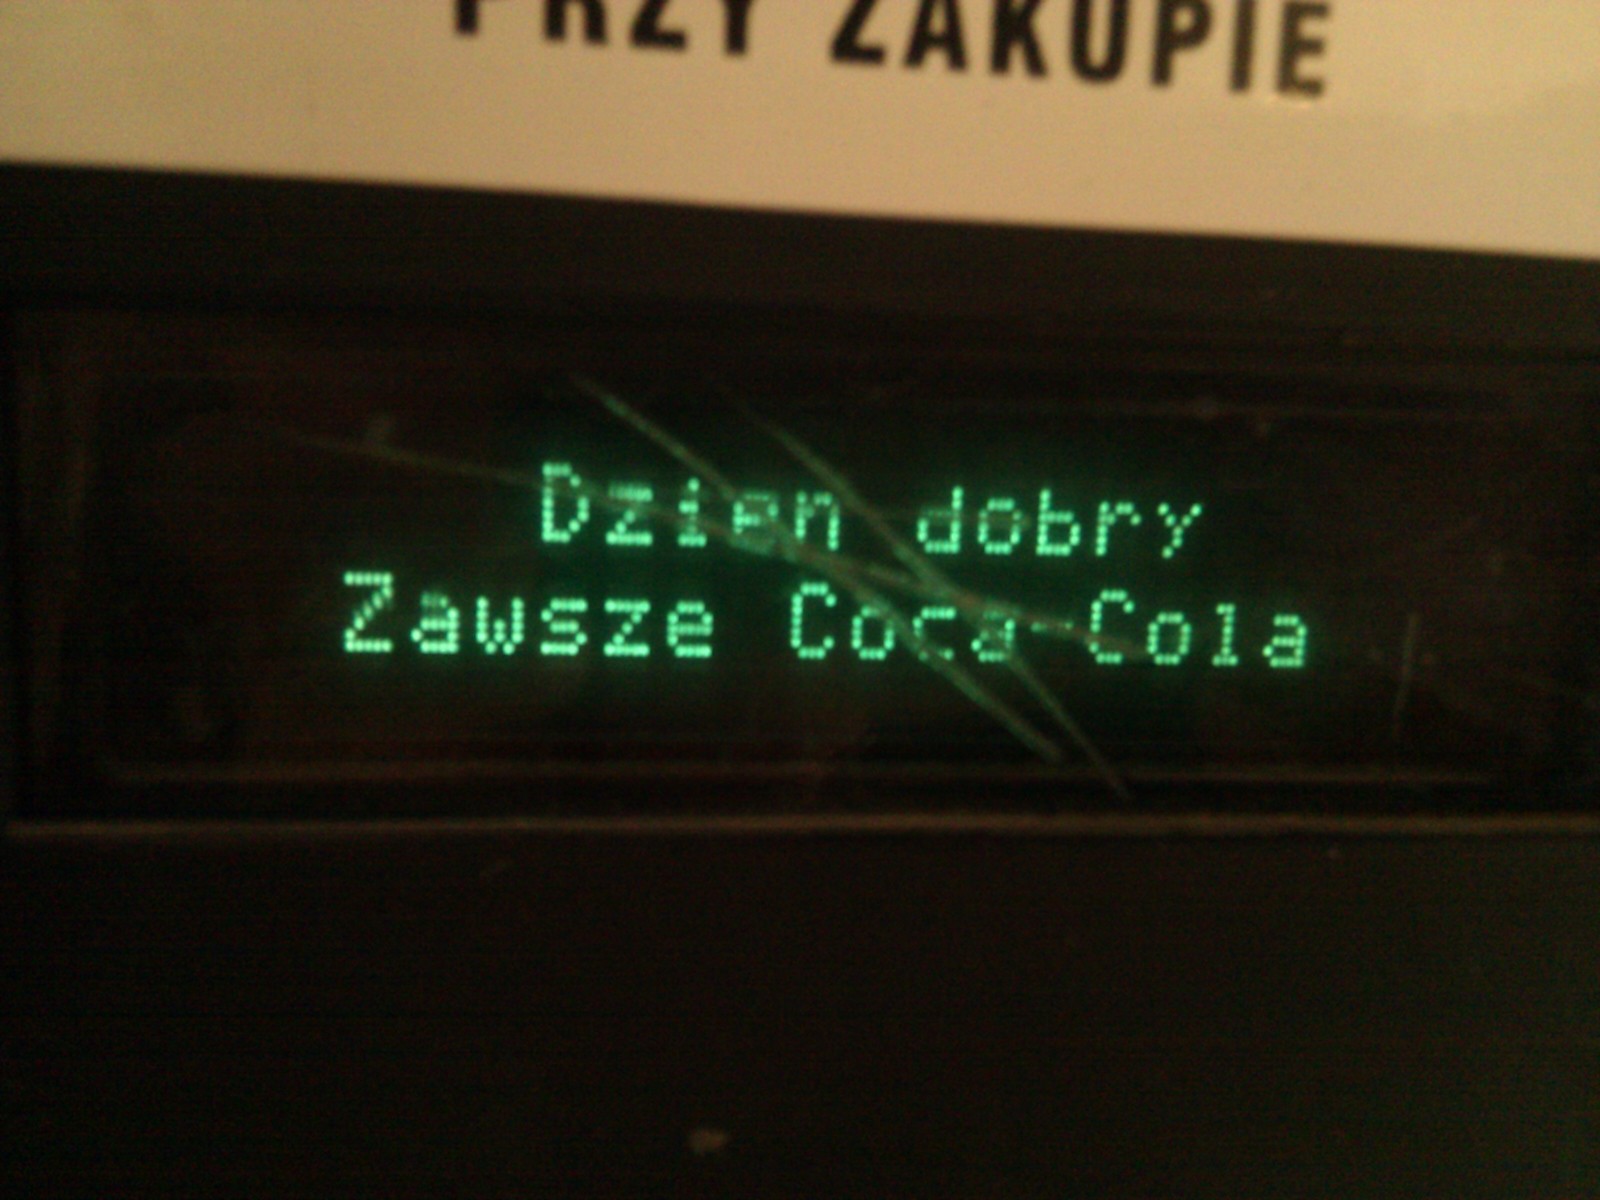 PRZY ZAKUPIE
Dzien dobry
Zawsze Coca-Cola